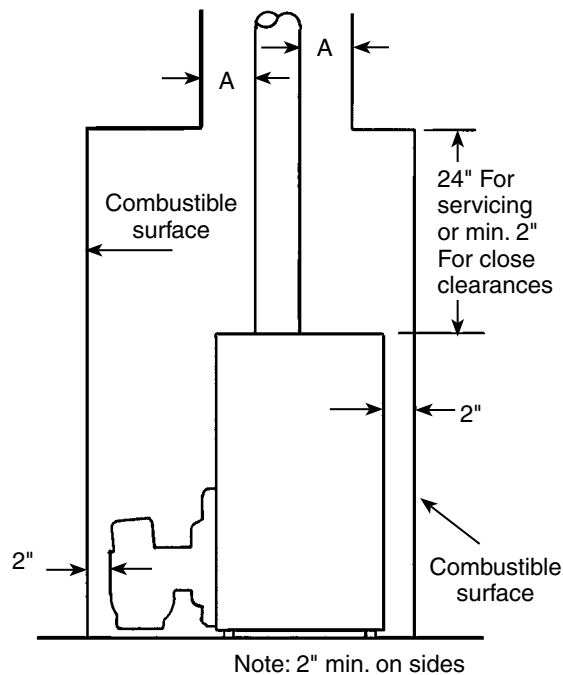 A
A
Combustible
surface
24" For
servicing
or min. 2"
For close
clearances
2"
2"
Combustible
surface
Note: 2" min. on sides